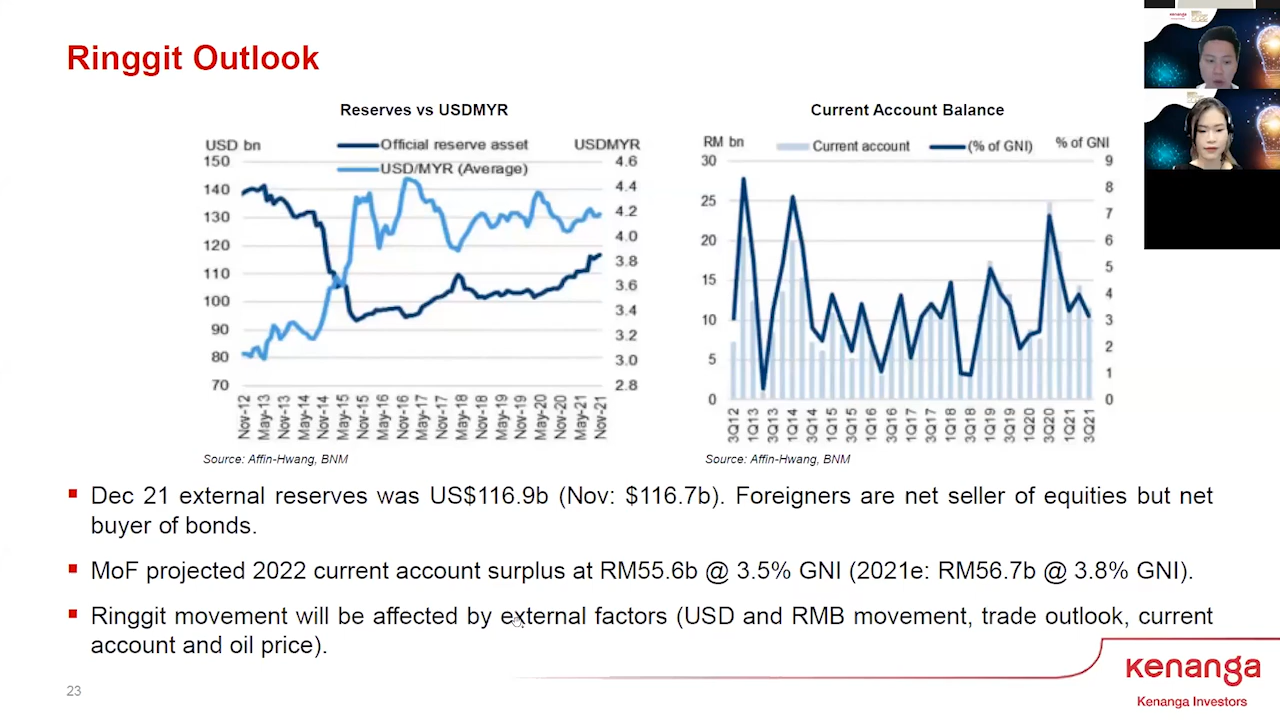 Ringgit Outlook
Reserves vs USDMYR
USD bn
Official reserve asset
USDMYR
USD/MYR (Average)
150
140
130
120
110
100
90
80
70
4.6
4.4
4.2
4.0
3.8
3.6
3.4
3.2
3.0
2.8
Nov-12
May-13
Nov-13
May-14
Nov-14
May-15
Nov-15
May-16
Nov-16
May-17
Nov-17
May-18
Nov-18
May-19
Nov-19
May-20
Nov-20
May-21
Nov-21
Source: Affin-Hwang, BNM
Current Account Balance
RM bn
Current account
(% of GNI)
% of GNI
30
25
20
15
10
5
0
9
8
7
6
5
4
3
2
1
0
3Q12
1Q13
3Q13
1Q14
3Q14
1Q15
3Q15
1Q16
3Q16
1Q17
3Q17
1Q18
3Q18
1Q19
3Q19
1Q20
3Q20
1Q21
3Q21
Source: Affin-Hwang, BNM
Dec 21 external reserves was US$116.9b (Nov: $116.7b). Foreigners are net seller of equities but net
buyer of bonds.
MoF projected 2022 current account surplus at RM55.6b @ 3.5% GNI (2021e: RM56.7b @ 3.8% GNI).
Ringgit movement will be affected by external factors (USD and RMB movement, trade outlook, current
account and oil price).
23
kenanga
Kenanga Investors
kenanga